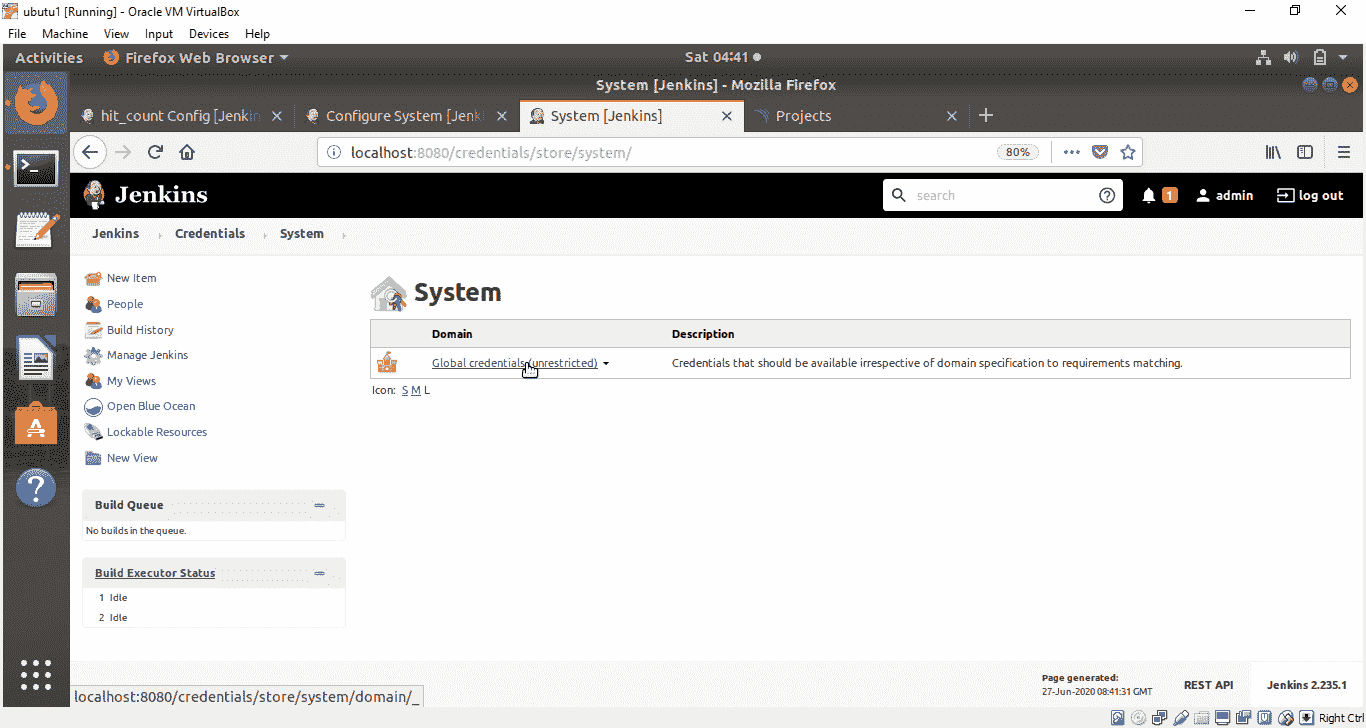 ubutu1 [Running] - Oracle VM VirtualBox
File Machine View Input Devices Help
Activities Firefox Web Browser Sat 04:41
System [Jenkins] - Mozilla Firefox
hit_count Config [Jenkin Configure System [Jenk System [Jenkins] Projects
localhost:8080/credentials/store/system/ 80%
Jenkins search 1 admin log out
Jenkins Credentials System
New Item
People
Build History
Manage Jenkins
My Views
Open Blue Ocean
Lockable Resources
New View
Build Queue
No builds in the queue.
Build Executor Status
1 Idle
2 Idle
System
Domain Description
Global credentials (unrestricted) Credentials that should be available irrespective of domain specification to requirements matching.
Icon: S M L
localhost:8080/credentials/store/system/domain/_
Page generated:
27-Jun-2020 08:41:31 GMT
REST API
Jenkins 2.235.1
Right Ctrl